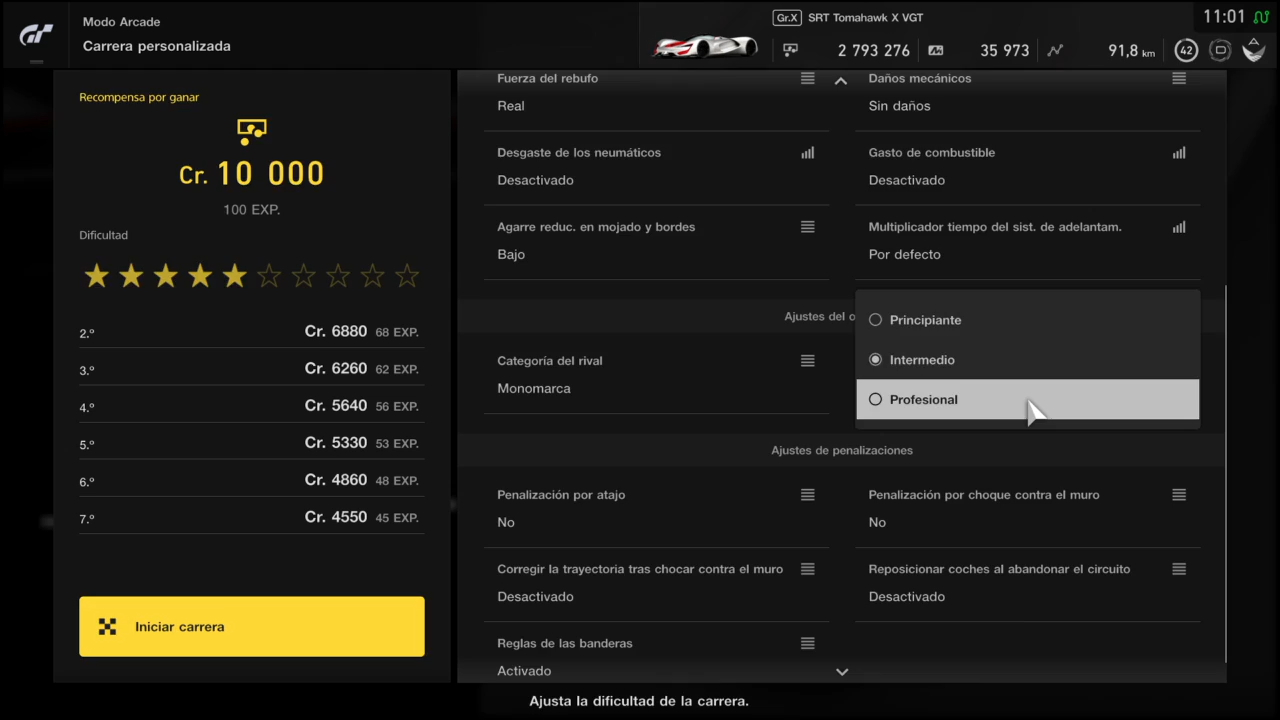 Modo Arcade
Carrera personalizada
Gr.X SRT Tomahawk X VGT
2 793 276
35 973
91,8 km
42
11:01
Recompensa por ganar
Cr. 10 000
100 EXP.
Dificultad
2.º Cr. 6880 68 EXP.
3.º Cr. 6260 62 EXP.
4.º Cr. 5640 56 EXP.
5.º Cr. 5330 53 EXP.
6.º Cr. 4860 48 EXP.
7.º Cr. 4550 45 EXP.
Iniciar carrera
Fuerza del rebufo
Real
Daños mecánicos
Sin daños
Desgaste de los neumáticos
Desactivado
Gasto de combustible
Desactivado
Agarre reduc. en mojado y bordes
Bajo
Multiplicador tiempo del sist. de adelantam.
Por defecto
Ajustes del
Categoría del rival
Monomarca
Principiante
Intermedio
Profesional
Ajustes de penalizaciones
Penalización por atajo
No
Penalización por choque contra el muro
No
Corregir la trayectoria tras chocar contra el muro
Desactivado
Reposicionar coches al abandonar el circuito
Desactivado
Reglas de las banderas
Activado
Ajusta la dificultad de la carrera.